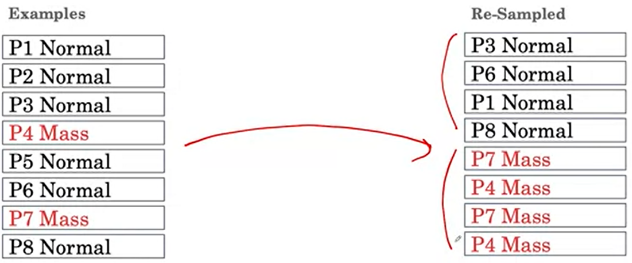 Examples
P1 Normal
P2 Normal
P3 Normal
P4 Mass
P5 Normal
P6 Normal
P7 Mass
P8 Normal
Re-Sampled
P3 Normal
P6 Normal
P1 Normal
P8 Normal
P7 Mass
P4 Mass
P7 Mass
P4 Mass